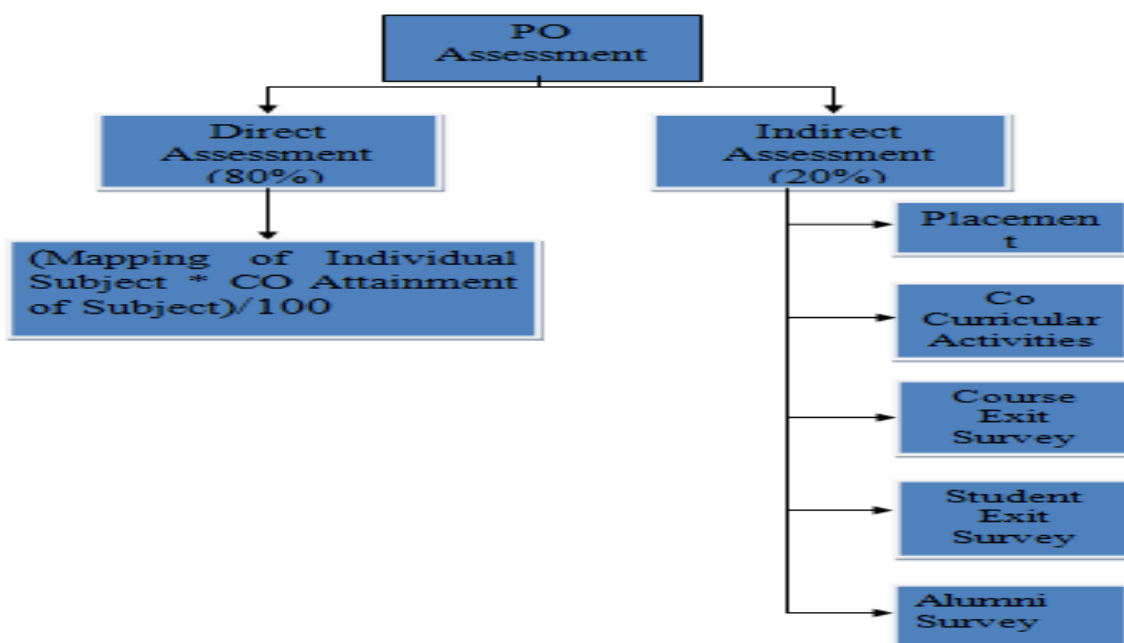 PO
Assessment
Direct
Assessment
(80%)
Indirect
Assessment
(20%)
(Mapping of Individual
Subject * CO Attainment
of Subject)/100
Placemen
t
Co
Curricular
Activities
Course
Exit
Survey
Student
Exit
Survey
Alumni
Survey